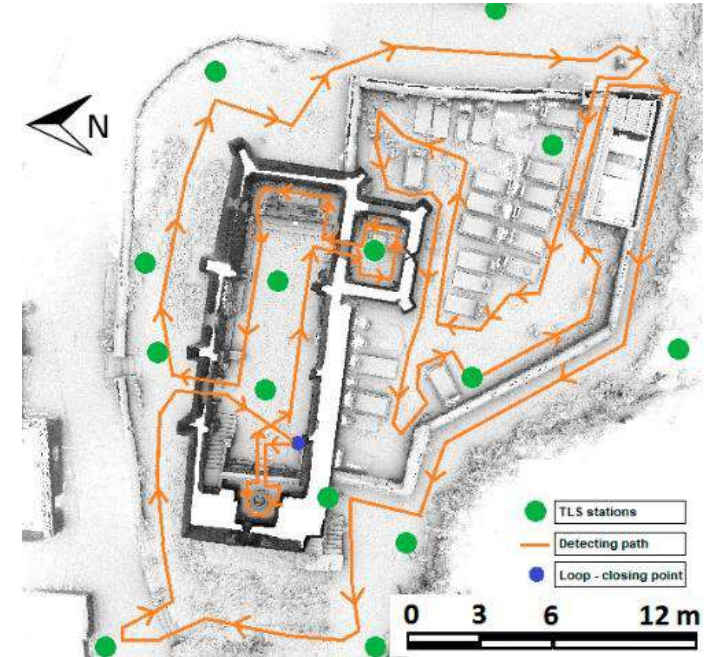 N
TLS stations
Detecting path
Loop - closing point
0 3 6 12 m